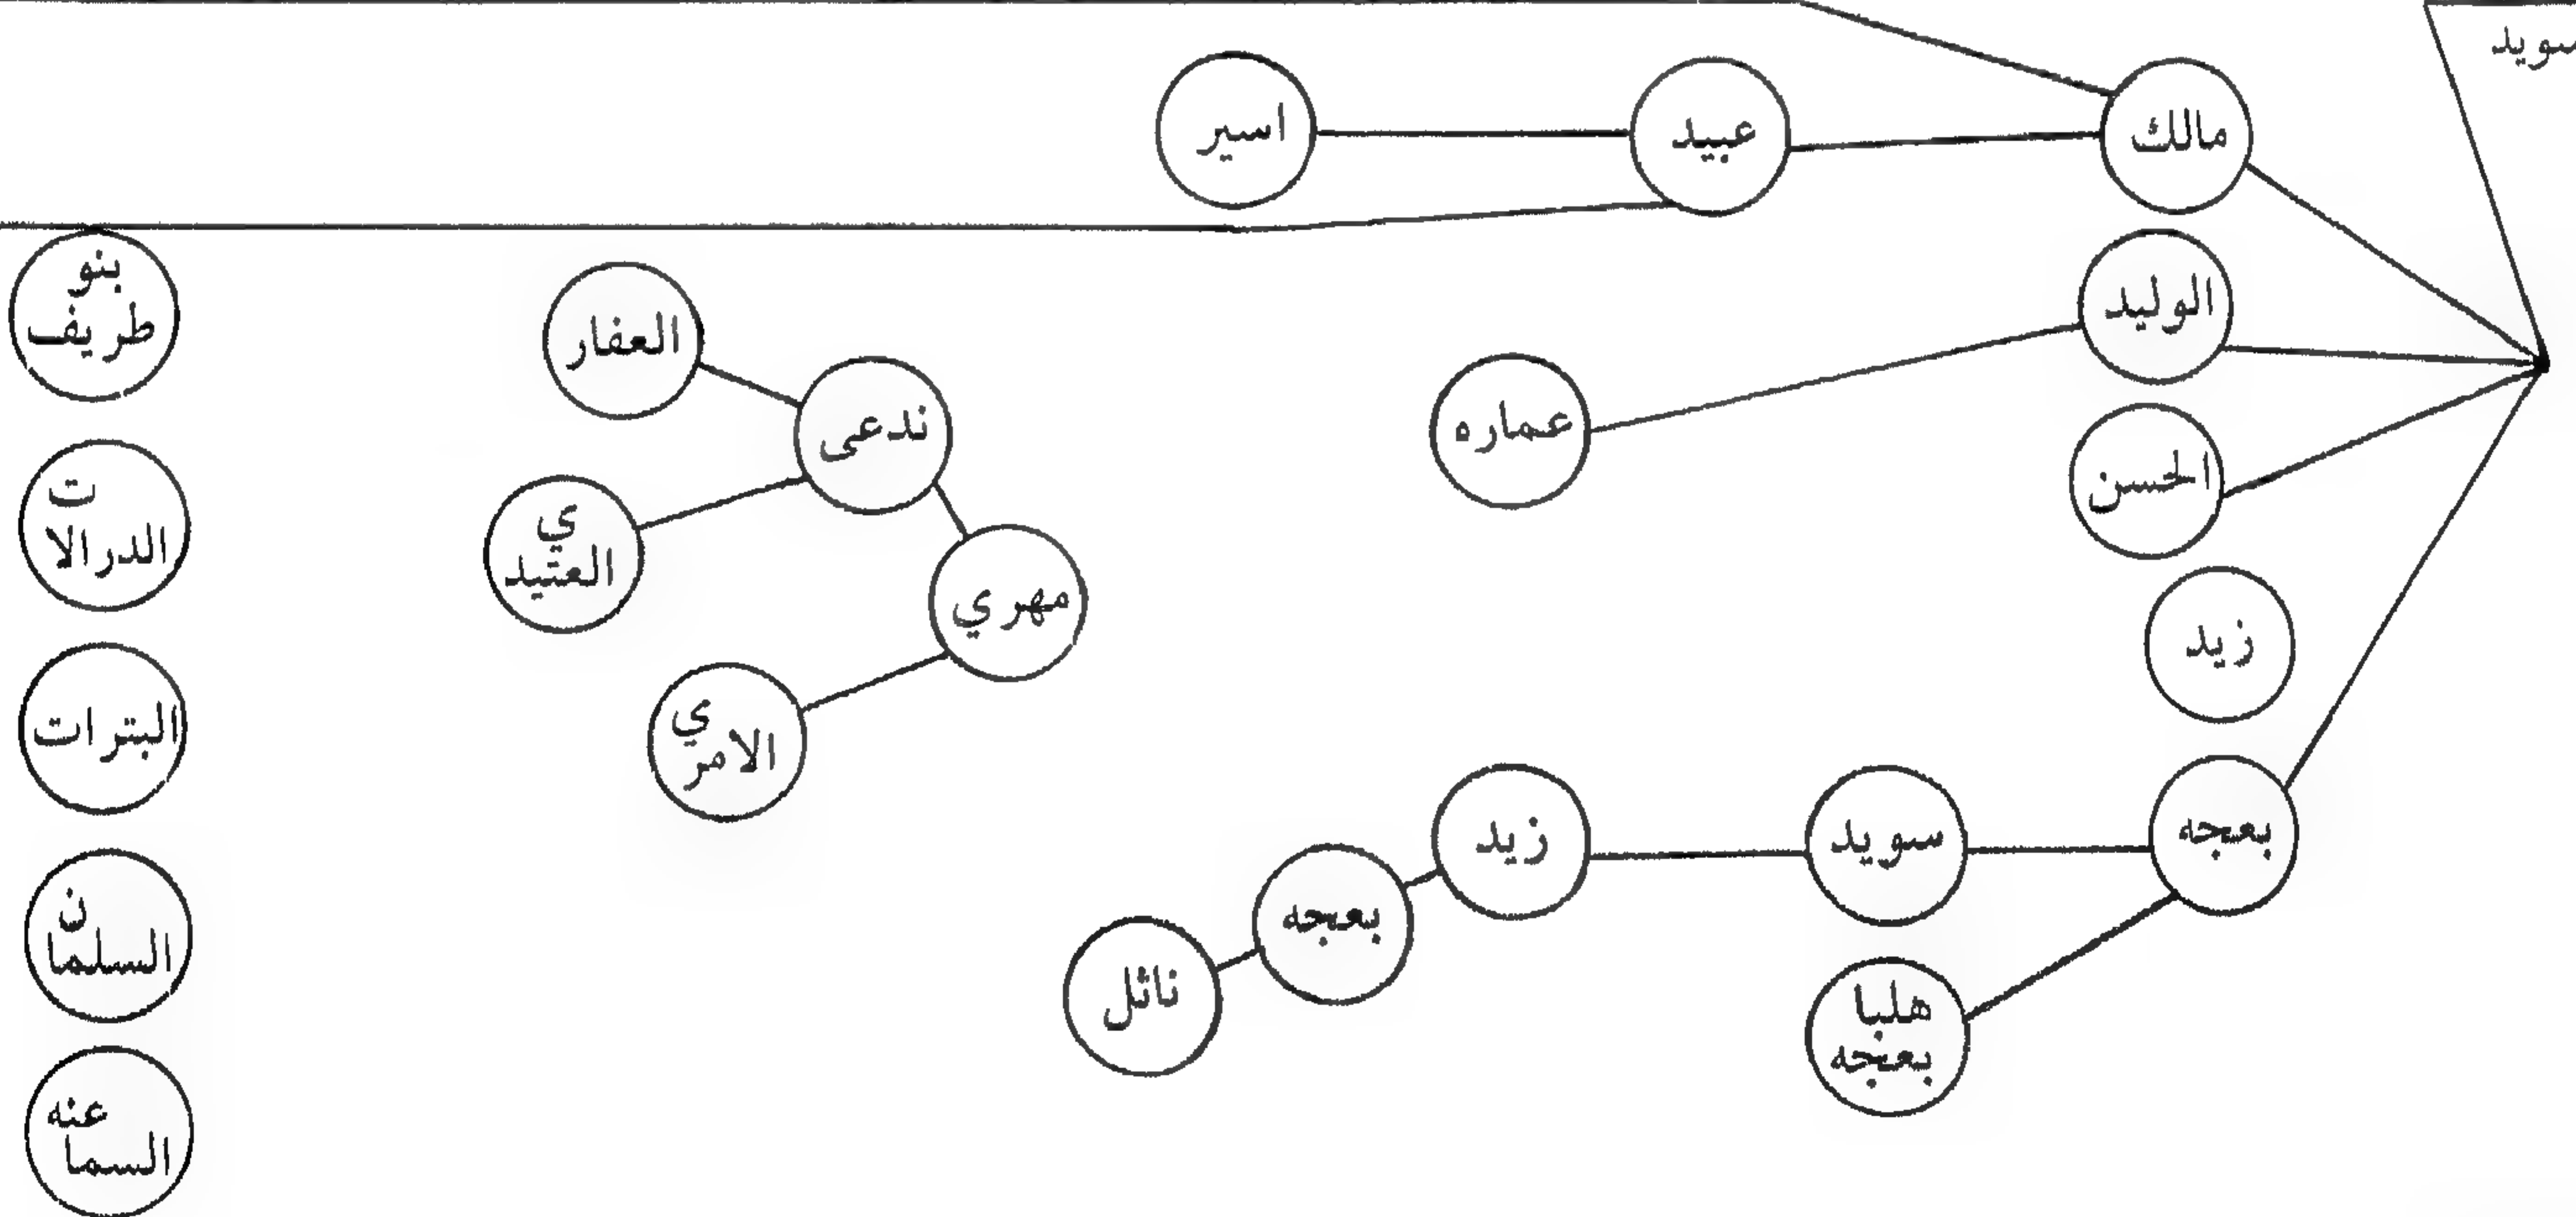 سويد
مالك
عبيد
اسير
الوليد
عماره
الحسن
زيد
بعجه
سويد
زيد
بعجه
نائل
هلبا
بعجه
العفار
ندعى
ي
العتيد
مهري
ي
الامر
بنو
طريف
ت
الدرالا
البترات
ن
السلما
عنه
السما